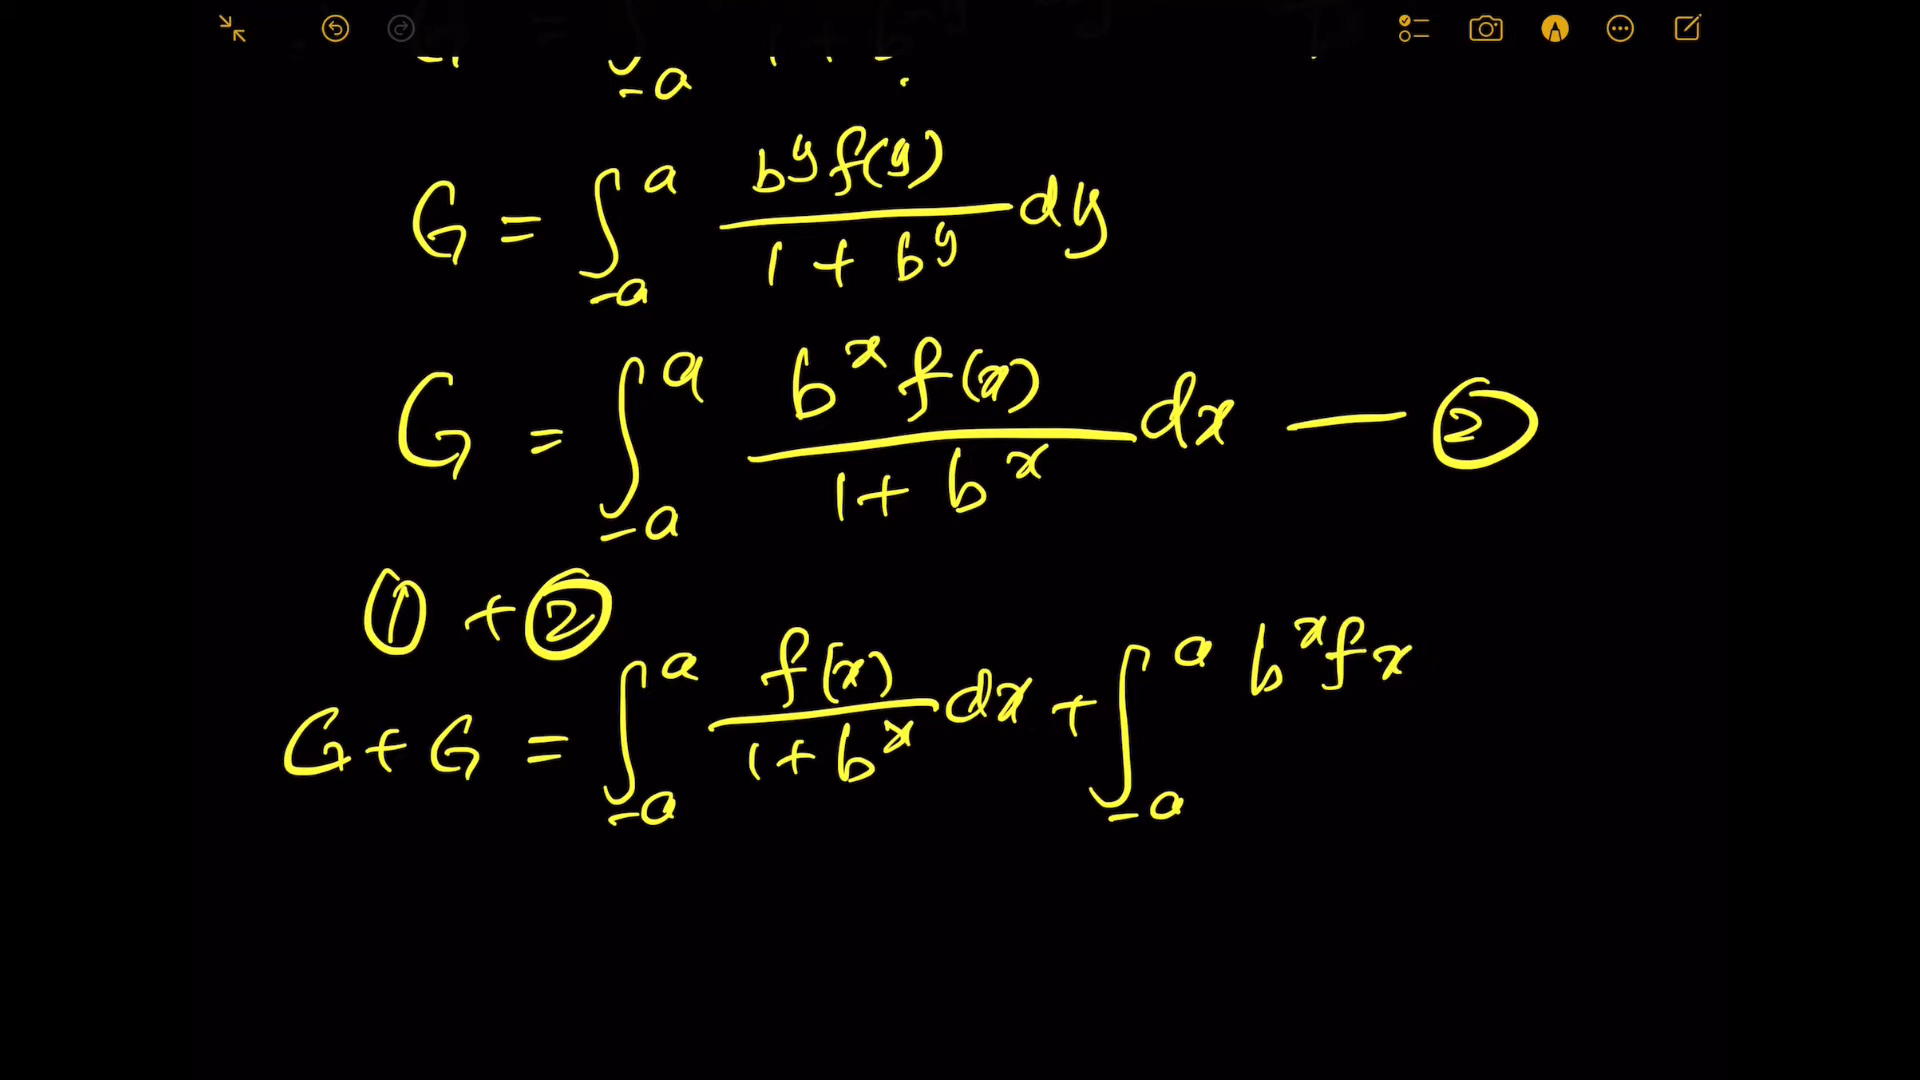 -a
G = ∫_{-a}^{a} b^y f(y) / 1 + b^y dy
G = ∫_{-a}^{a} b^x f(x) / 1 + b^x dx — ②
① + ②
G + G = ∫_{-a}^{a} f(x) / 1 + b^x dx + ∫_{-a}^{a} b^x f x